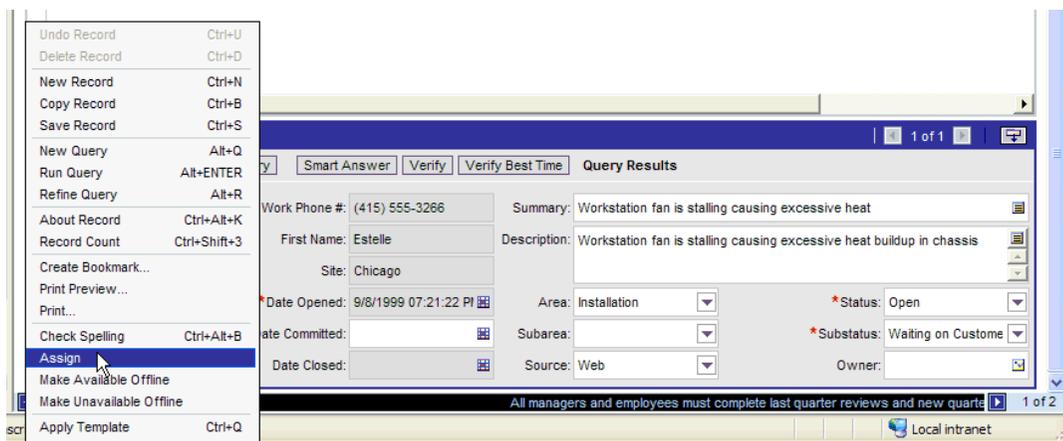 Undo Record Ctrl+U
Delete Record Ctrl+D
New Record Ctrl+N
Copy Record Ctrl+B
Save Record Ctrl+S
New Query Alt+Q
Run Query Alt+ENTER
Refine Query Alt+R
About Record Ctrl+Alt+K
Record Count Ctrl+Shift+3
Create Bookmark...
Print Preview...
Print...
Check Spelling Ctrl+Alt+B
Assign
Make Available Offline
Make Unavailable Offline
Apply Template Ctrl+Q
1 of 1
ry Smart Answer Verify Verify Best Time Query Results
Work Phone #: (415) 555-3266 Summary: Workstation fan is stalling causing excessive heat
First Name: Estelle Description: Workstation fan is stalling causing excessive heat buildup in chassis
Site: Chicago
*Date Opened: 9/8/1999 07:21:22 PM Area: Installation *Status: Open
ate Committed: Subarea: *Substatus: Waiting on Custome
Date Closed: Source: Web Owner:
All managers and employees must complete last quarter reviews and new quarte 1 of 2
scr Local intranet